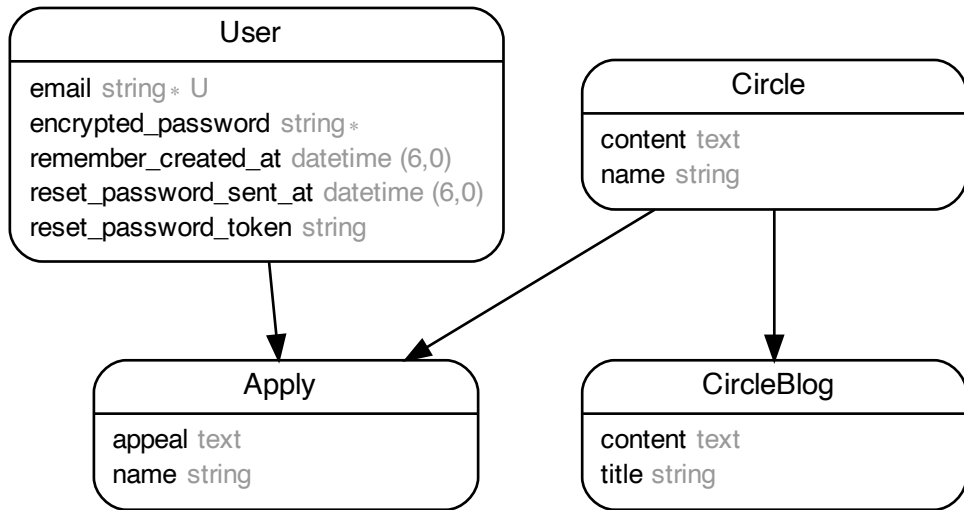 User
email string* U
encrypted_password string*
remember_created_at datetime (6,0)
reset_password_sent_at datetime (6,0)
reset_password_token string
Circle
content text
name string
Apply
appeal text
name string
CircleBlog
content text
title string